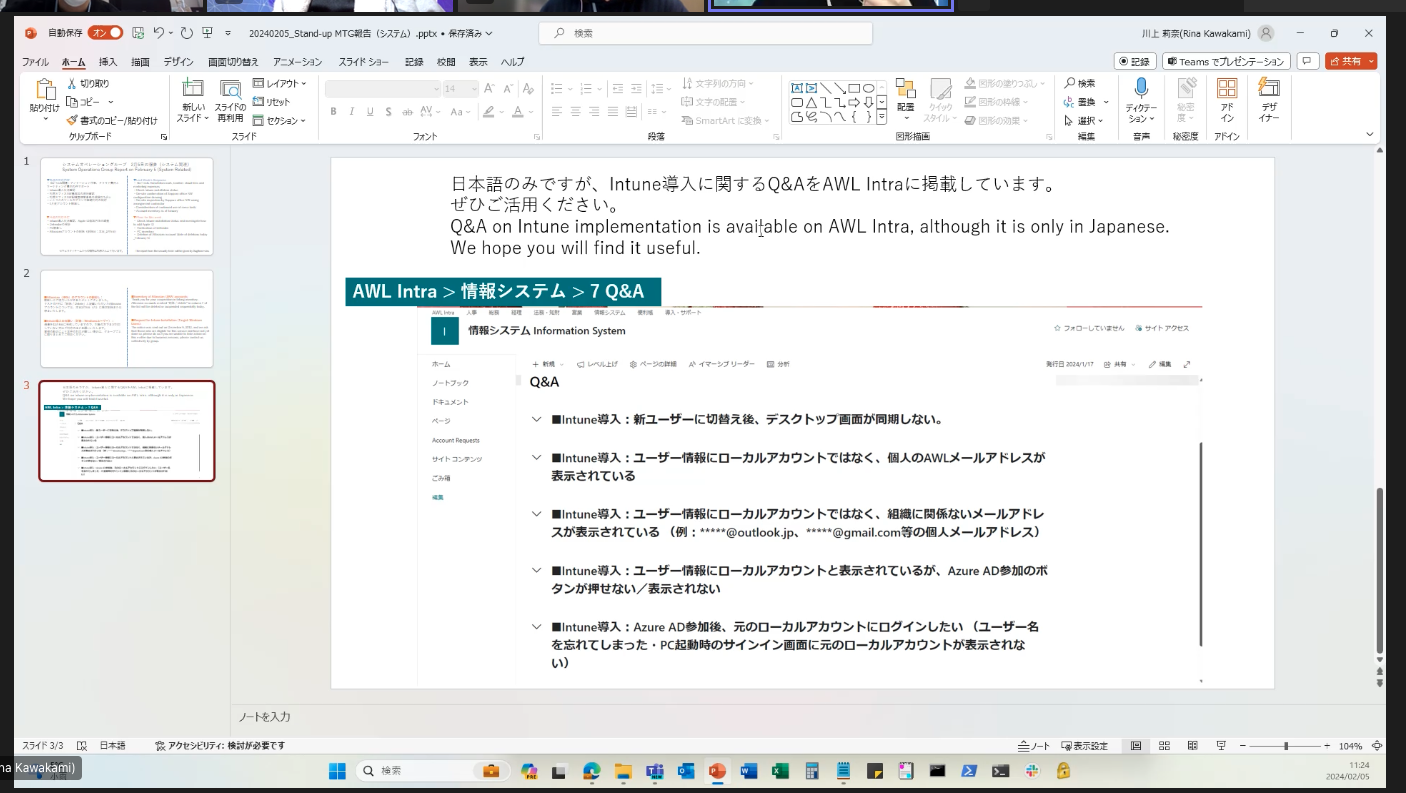 自動保存 オン 20240205_Stand-up MTG報告（システム）.pptx • 保存済み 検索 川上 莉奈(Rina Kawakami)
ファイル ホーム 挿入 描画 デザイン 画面切り替え アニメーション スライド ショー 記録 校閲 表示 ヘルプ 記録 Teams でプレゼンテーション 共有
貼り付け 切り取り コピー 書式のコピー/貼り付け クリップボード
新しいスライド スライドの再利用 レイアウト リセット セクション スライド
14
B I U S ab AV Aa A フォント
文字列の方向 文字の配置 SmartArt に変換 段落
配置 クイックスタイル 図形の塗りつぶし 図形の枠線 図形の効果 図形描画
検索 置換 選択 編集
ディクテーション 音声
秘密度 秘密度
アドイン アドイン
デザイナー
1
2
3
日本語のみですが、Intune導入に関するQ&AをAWL Intraに掲載しています。
ぜひご活用ください。
Q&A on Intune implementation is available on AWL Intra, although it is only in Japanese.
We hope you will find it useful.
AWL Intra > 情報システム > 7 Q&A
AWL Intra 人事 総務 経理 法務・知財 営業 情報システム 便利帳 導入・サポート
I 情報システム Information System フォローしていません サイト アクセス
ホーム
ノートブック
ドキュメント
ページ
Account Requests
サイト コンテンツ
ごみ箱
編集
+ 新規 レベル上げ ページの詳細 イマーシブ リーダー 分析 発行日 2024/1/17 共有 編集
Q&A
■Intune導入：新ユーザーに切替え後、デスクトップ画面が同期しない。
■Intune導入：ユーザー情報にローカルアカウントではなく、個人のAWLメールアドレスが
表示されている
■Intune導入：ユーザー情報にローカルアカウントではなく、組織に関係ないメールアドレ
スが表示されている （例：*****@outlook.jp、*****@gmail.com等の個人メールアドレス）
■Intune導入：ユーザー情報にローカルアカウントと表示されているが、Azure AD参加のボ
タンが押せない／表示されない
■Intune導入：Azure AD参加後、元のローカルアカウントにログインしたい （ユーザー名
を忘れてしまった・PC起動時のサインイン画面に元のローカルアカウントが表示されな
い）
ノートを入力
スライド 3/3 日本語 アクセシビリティ: 検討が必要です ノート 表示設定 104%
na Kawakami)
検索
11:24
2024/02/05